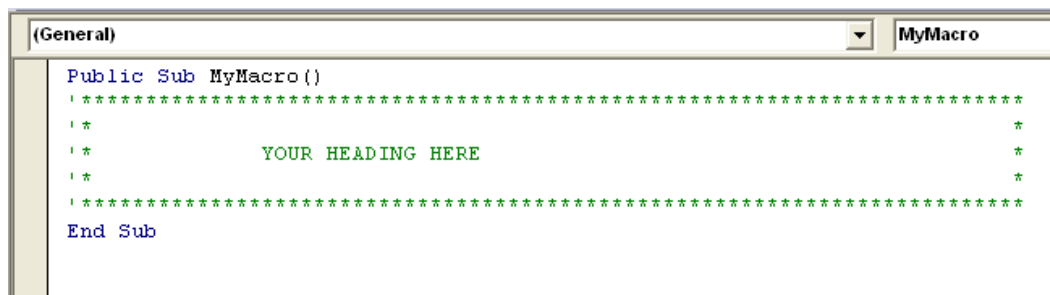 (General) MyMacro
Public Sub MyMacro()
'*************************************************************************
'* *
'* YOUR HEADING HERE *
'* *
'*************************************************************************
End Sub